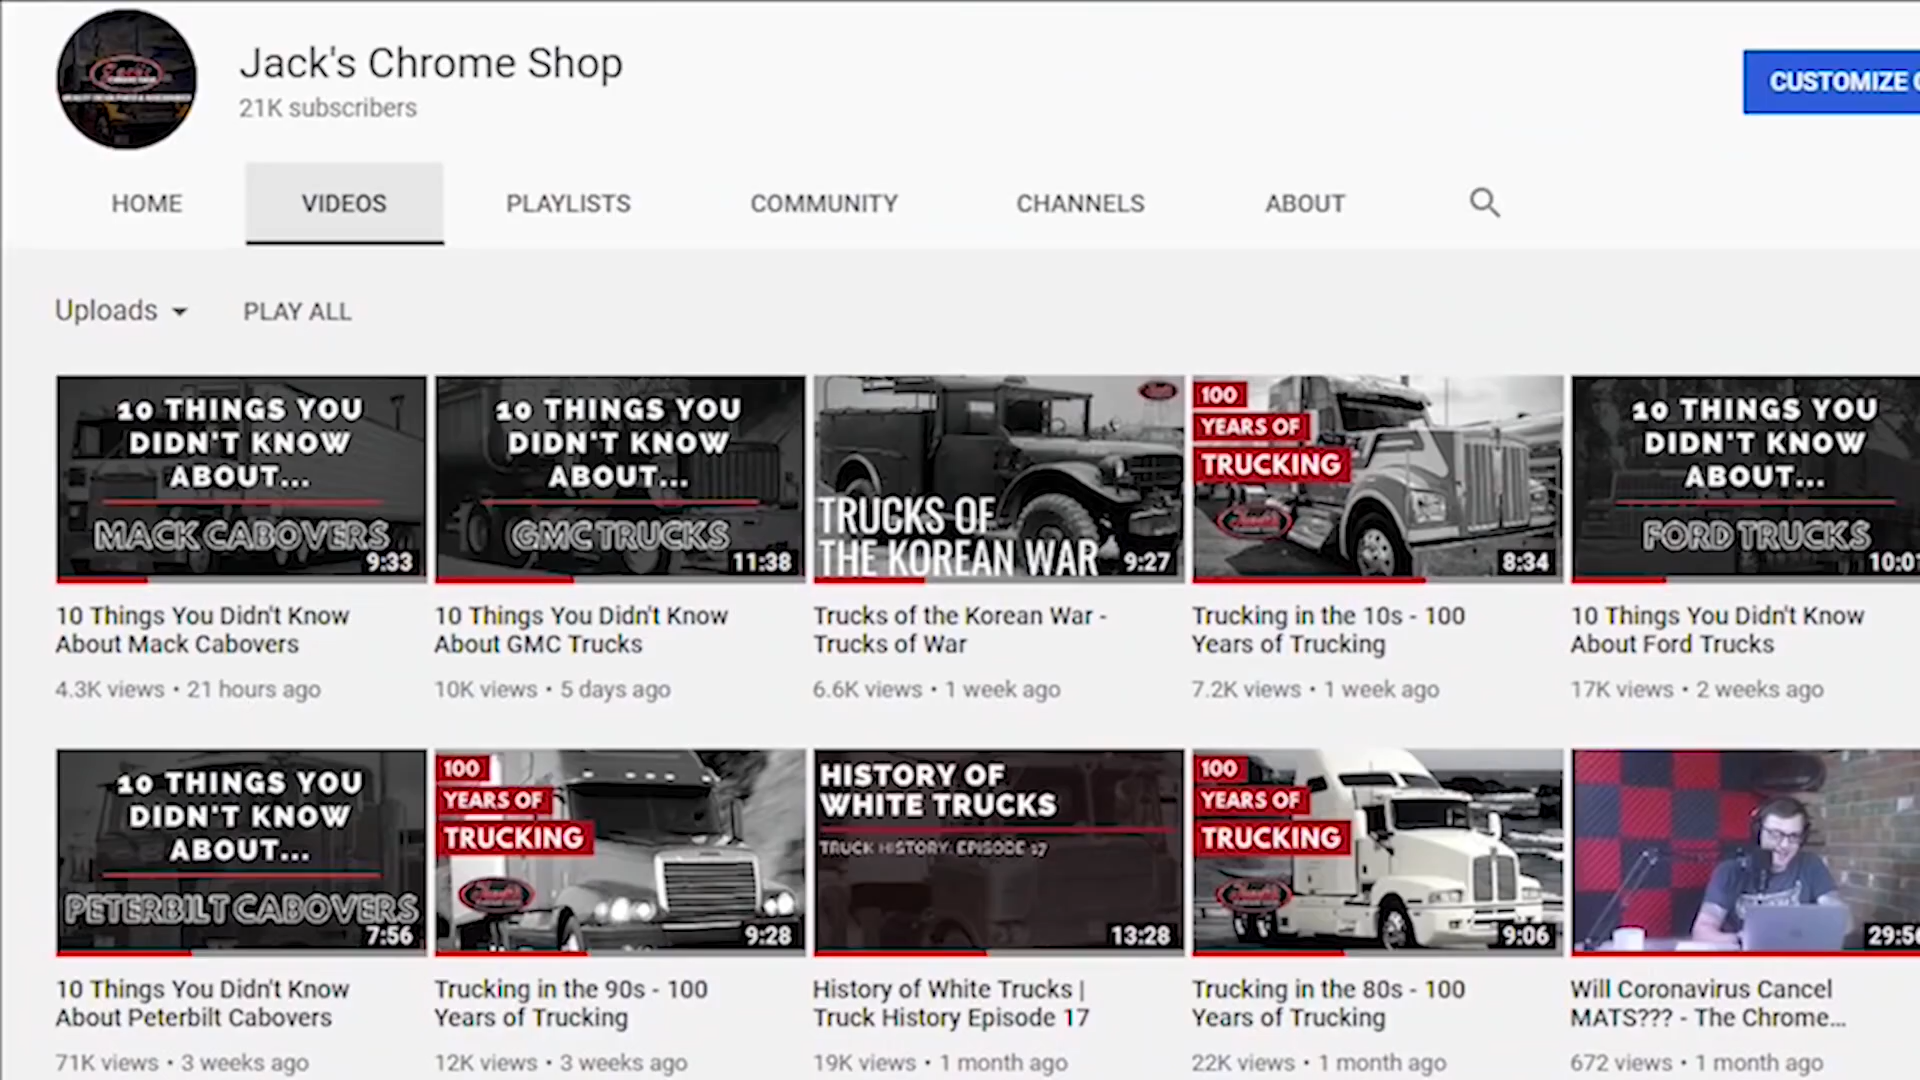 Jack's Chrome Shop
21K subscribers
CUSTOMIZE
HOME
VIDEOS
PLAYLISTS
COMMUNITY
CHANNELS
ABOUT
Uploads
PLAY ALL
10 THINGS YOU
DIDN'T KNOW
ABOUT...
MACK CABOVERS
9:33
10 THINGS YOU
DIDN'T KNOW
ABOUT...
GMC TRUCKS
11:38
TRUCKS OF
THE KOREAN WAR
9:27
100
YEARS OF
TRUCKING
Jack's
8:34
10 THINGS YOU
DIDN'T KNOW
ABOUT...
FORD TRUCKS
10:0
10 Things You Didn't Know
About Mack Cabovers
4.3K views • 21 hours ago
10 Things You Didn't Know
About GMC Trucks
10K views • 5 days ago
Trucks of the Korean War -
Trucks of War
6.6K views • 1 week ago
Trucking in the 10s - 100
Years of Trucking
7.2K views • 1 week ago
10 Things You Didn't Know
About Ford Trucks
17K views • 2 weeks ago
10 THINGS YOU
DIDN'T KNOW
ABOUT...
PETERBILT CABOVERS
7:56
100
YEARS OF
TRUCKING
Jack's
9:28
HISTORY OF
WHITE TRUCKS
TRUCK HISTORY: EPISODE 17
13:28
100
YEARS OF
TRUCKING
Jack's
9:06
29:56
10 Things You Didn't Know
About Peterbilt Cabovers
71K views • 3 weeks ago
Trucking in the 90s - 100
Years of Trucking
12K views • 3 weeks ago
History of White Trucks |
Truck History Episode 17
19K views • 1 month ago
Trucking in the 80s - 100
Years of Trucking
22K views • 1 month ago
Will Coronavirus Cancel
MATS??? - The Chrome...
672 views • 1 month ago